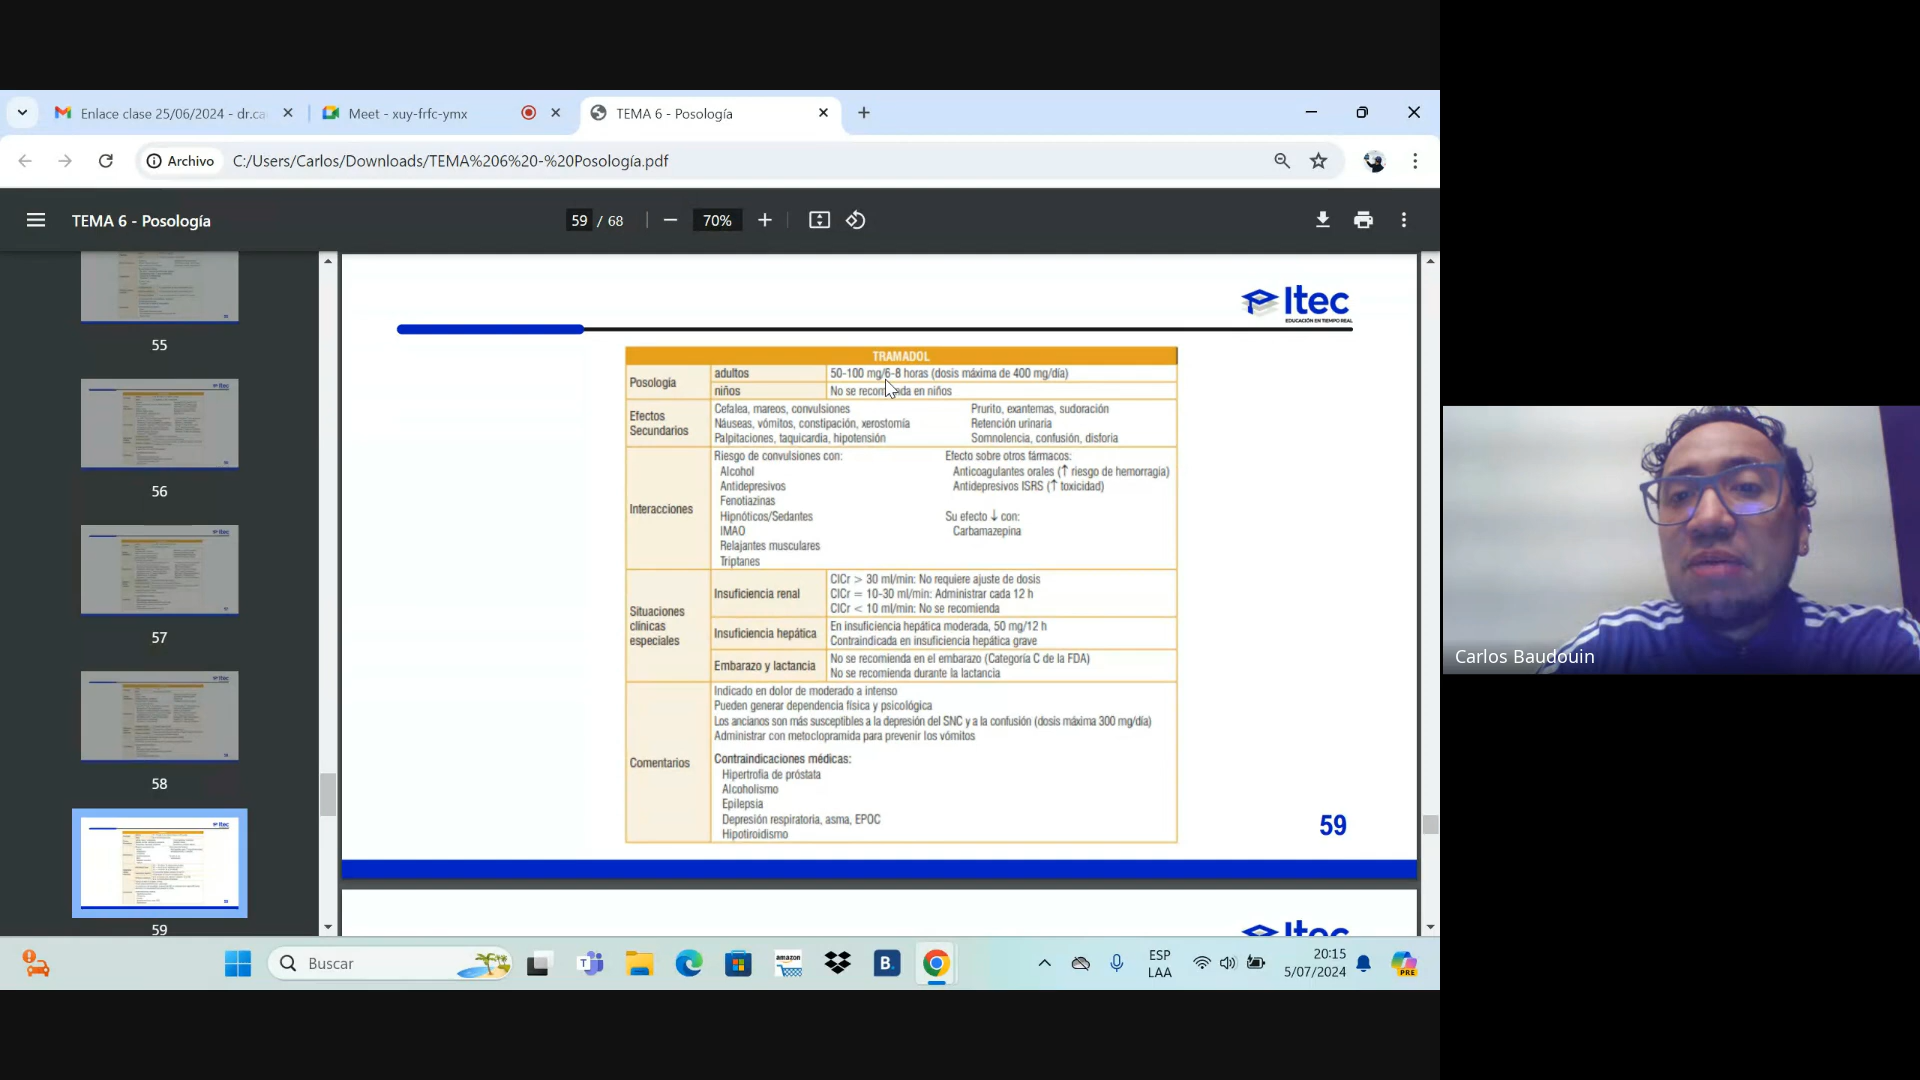 Enlace clase 25/06/2024 - dr.ca
Meet - xuy-frfc-ymx
TEMA 6 - Posología
Archivo
C:/Users/Carlos/Downloads/TEMA%206%20-%20Posología.pdf
TEMA 6 - Posología
59 / 68
70%
55
56
57
58
59
Itec
EDUCACIÓN EN TIEMPO REAL
TRAMADOL
Posología
adultos
50-100 mg/6-8 horas (dosis máxima de 400 mg/día)
niños
No se recomienda en niños
Efectos
Secundarios
Cefalea, mareos, convulsiones
Náuseas, vómitos, constipación, xerostomía
Palpitaciones, taquicardia, hipotensión
Prurito, exantemas, sudoración
Retención urinaria
Somnolencia, confusión, disforia
Interacciones
Riesgo de convulsiones con:
Alcohol
Antidepresivos
Fenotiazinas
Hipnóticos/Sedantes
IMAO
Relajantes musculares
Triptanes
Efecto sobre otros fármacos:
Anticoagulantes orales (↑ riesgo de hemorragia)
Antidepresivos ISRS (↑ toxicidad)
Su efecto ↓ con:
Carbamazepina
Situaciones
clínicas
especiales
Insuficiencia renal
ClCr > 30 ml/min: No requiere ajuste de dosis
ClCr = 10-30 ml/min: Administrar cada 12 h
ClCr < 10 ml/min: No se recomienda
Insuficiencia hepática
En insuficiencia hepática moderada, 50 mg/12 h
Contraindicada en insuficiencia hepática grave
Embarazo y lactancia
No se recomienda en el embarazo (Categoría C de la FDA)
No se recomienda durante la lactancia
Comentarios
Indicado en dolor de moderado a intenso
Pueden generar dependencia física y psicológica
Los ancianos son más susceptibles a la depresión del SNC y a la confusión (dosis máxima 300 mg/día)
Administrar con metoclopramida para prevenir los vómitos
Contraindicaciones médicas:
Hipertrofia de próstata
Alcoholismo
Epilepsia
Depresión respiratoria, asma, EPOC
Hipotiroidismo
59
Itec
Carlos Baudouin
Buscar
amazon
B.
ESP
LAA
20:15
5/07/2024
PRE